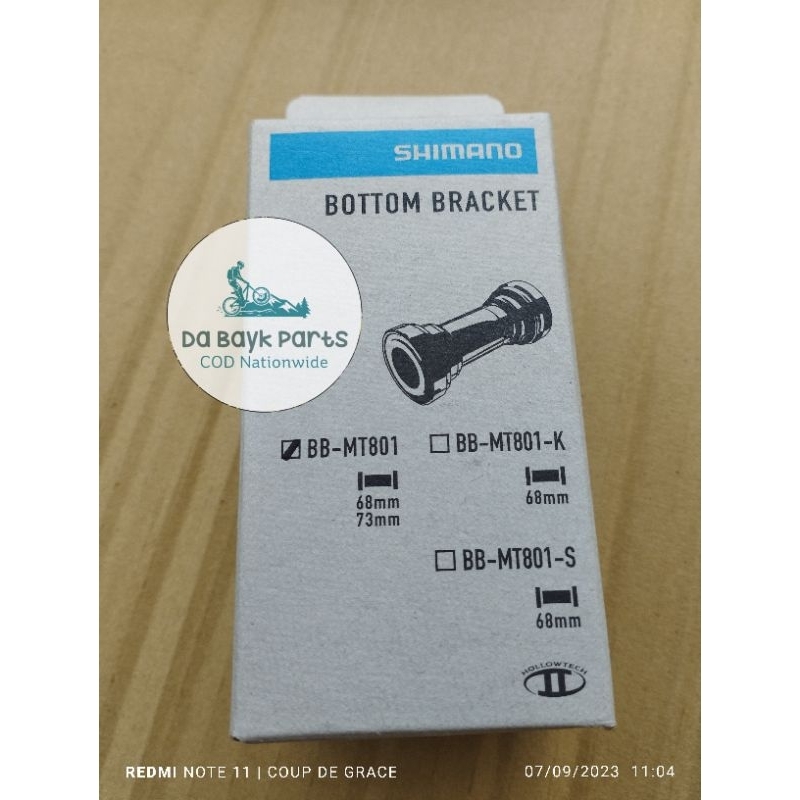 SHIMANO
BOTTOM BRACKET
Da Bayk Parts
COD Nationwide
BB-MT801
68mm
73mm
BB-MT801-K
68mm
BB-MT801-S
68mm
HOLLOWTECH
II
REDMI NOTE 11 | COUP DE GRACE
07/09/2023 11:04